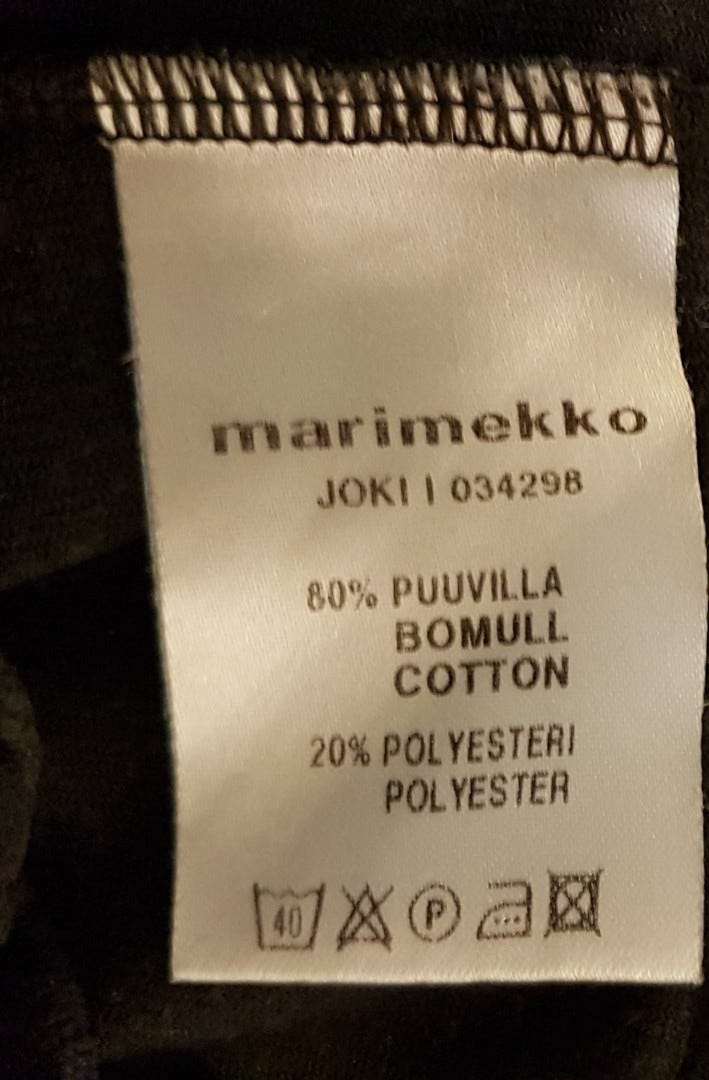 marimekko
JOKI I 034298
80% PUUVILLA
BOMULL
COTTON
20% POLYESTERI
POLYESTER
40 P